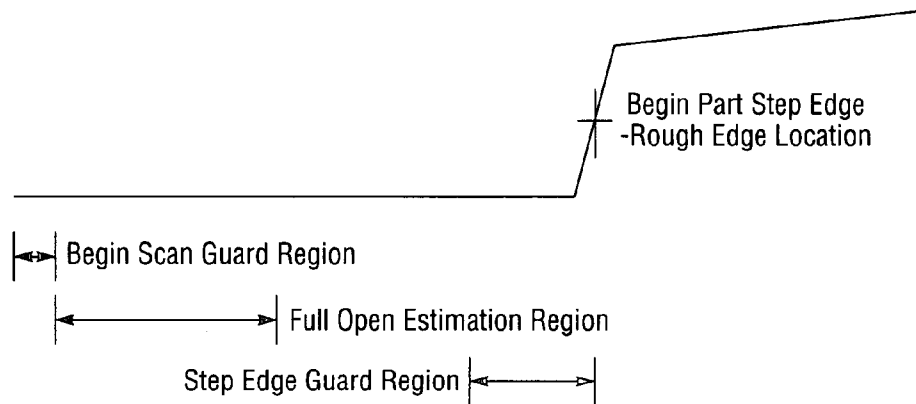 Begin Part Step Edge
-Rough Edge Location
Begin Scan Guard Region
Full Open Estimation Region
Step Edge Guard Region